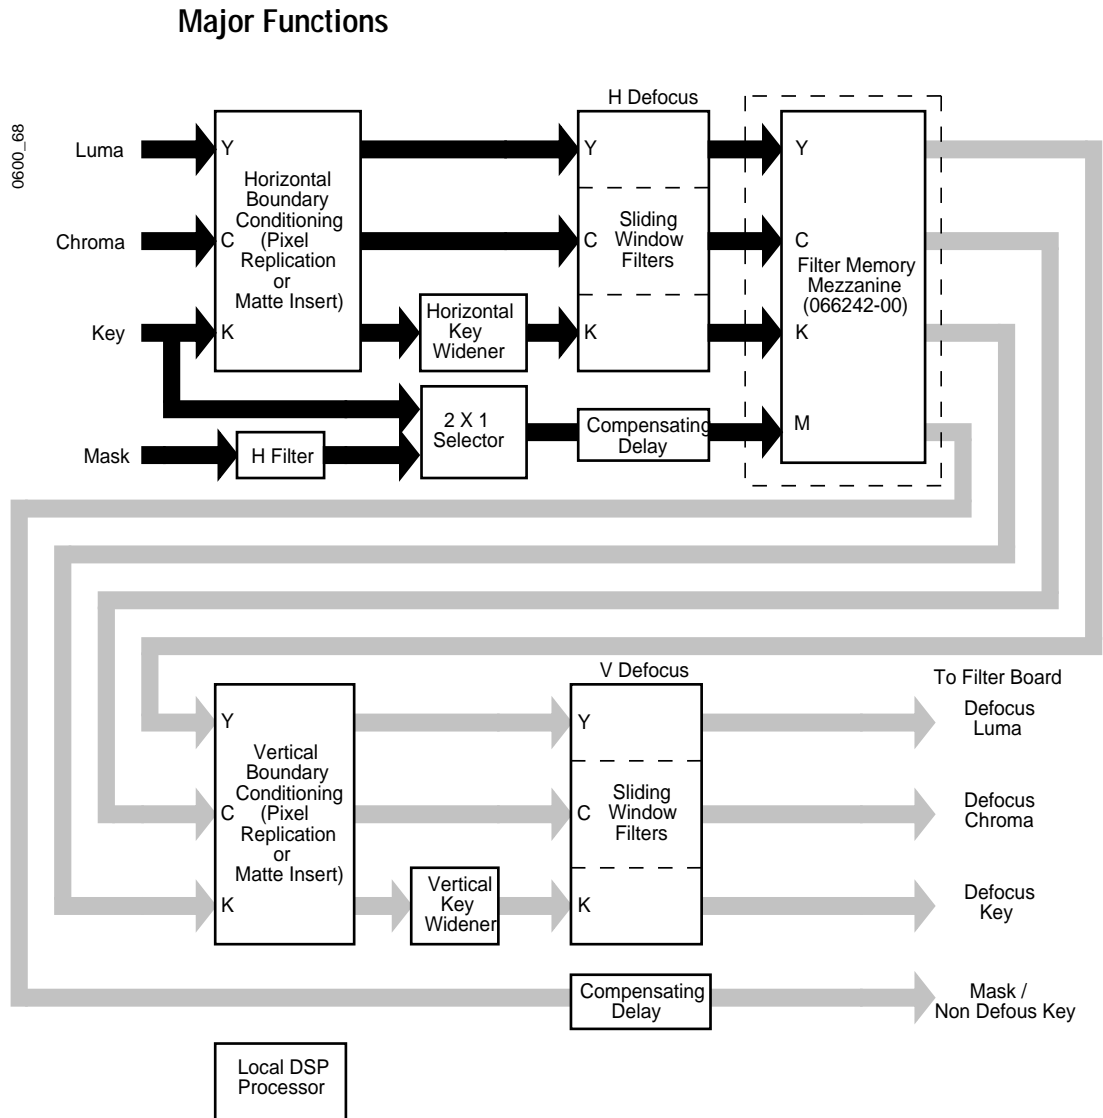 Major Functions
0600_68
H Defocus
Luma
Y
Horizontal
Boundary
Conditioning
(Pixel
Replication
or
Matte Insert)
Y
Y
Chroma
C
C
Sliding
Window
Filters
C
Filter Memory
Mezzanine
(066242-00)
Key
K
Horizontal
Key
Widener
K
K
2 X 1
Selector
Compensating
Delay
M
Mask
H Filter
V Defocus
To Filter Board
Y
Vertical
Boundary
Conditioning
(Pixel
Replication
or
Matte Insert)
Y
Defocus
Luma
C
C
Sliding
Window
Filters
Defocus
Chroma
K
Vertical
Key
Widener
K
Defocus
Key
Compensating
Delay
Mask /
Non Defous Key
Local DSP
Processor